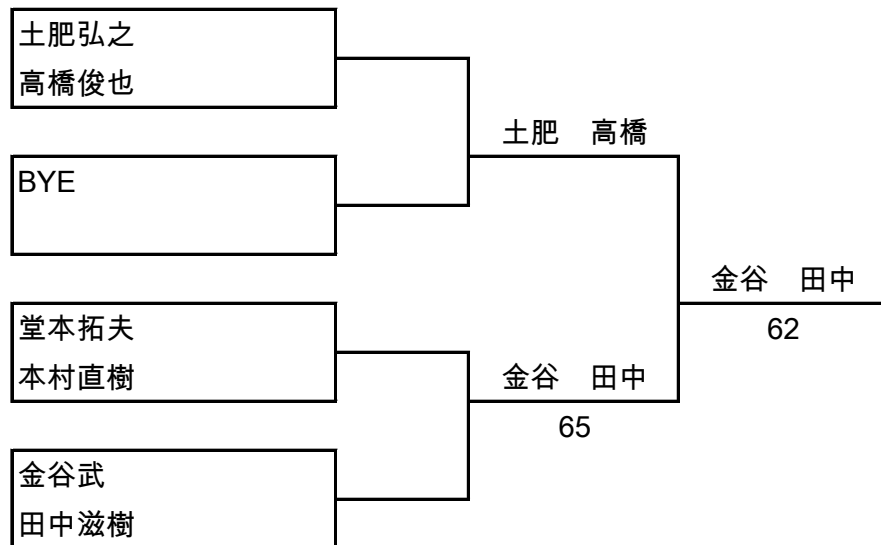 土肥弘之
高橋俊也
土肥　高橋
BYE
金谷　田中
62
堂本拓夫
本村直樹
金谷　田中
65
金谷武
田中滋樹